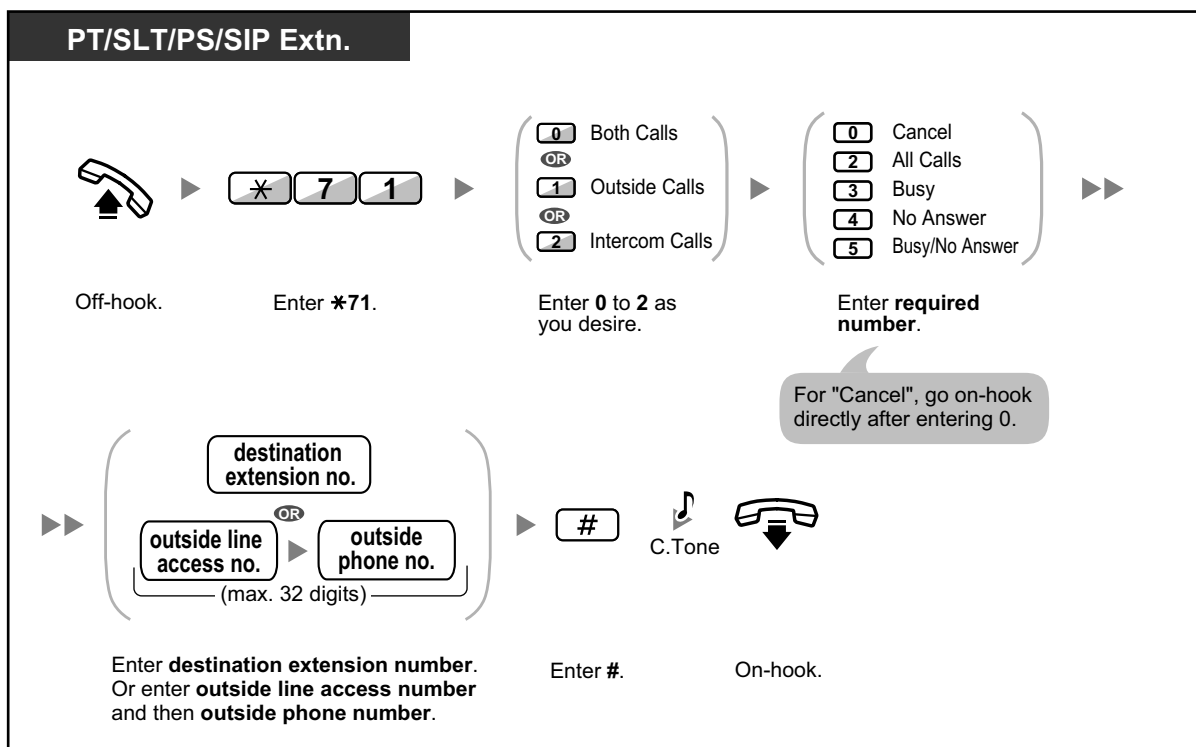 PT/SLT/PS/SIP Extn.
0 Both Calls
OR
1 Outside Calls
OR
2 Intercom Calls
0 Cancel
2 All Calls
3 Busy
4 No Answer
5 Busy/No Answer
* 7 1
Off-hook.
Enter *71.
Enter 0 to 2 as
you desire.
Enter required
number.
For "Cancel", go on-hook
directly after entering 0.
destination
extension no.
OR
outside line
access no.
outside
phone no.
(max. 32 digits)
#
C.Tone
Enter destination extension number.
Or enter outside line access number
and then outside phone number.
Enter #.
On-hook.